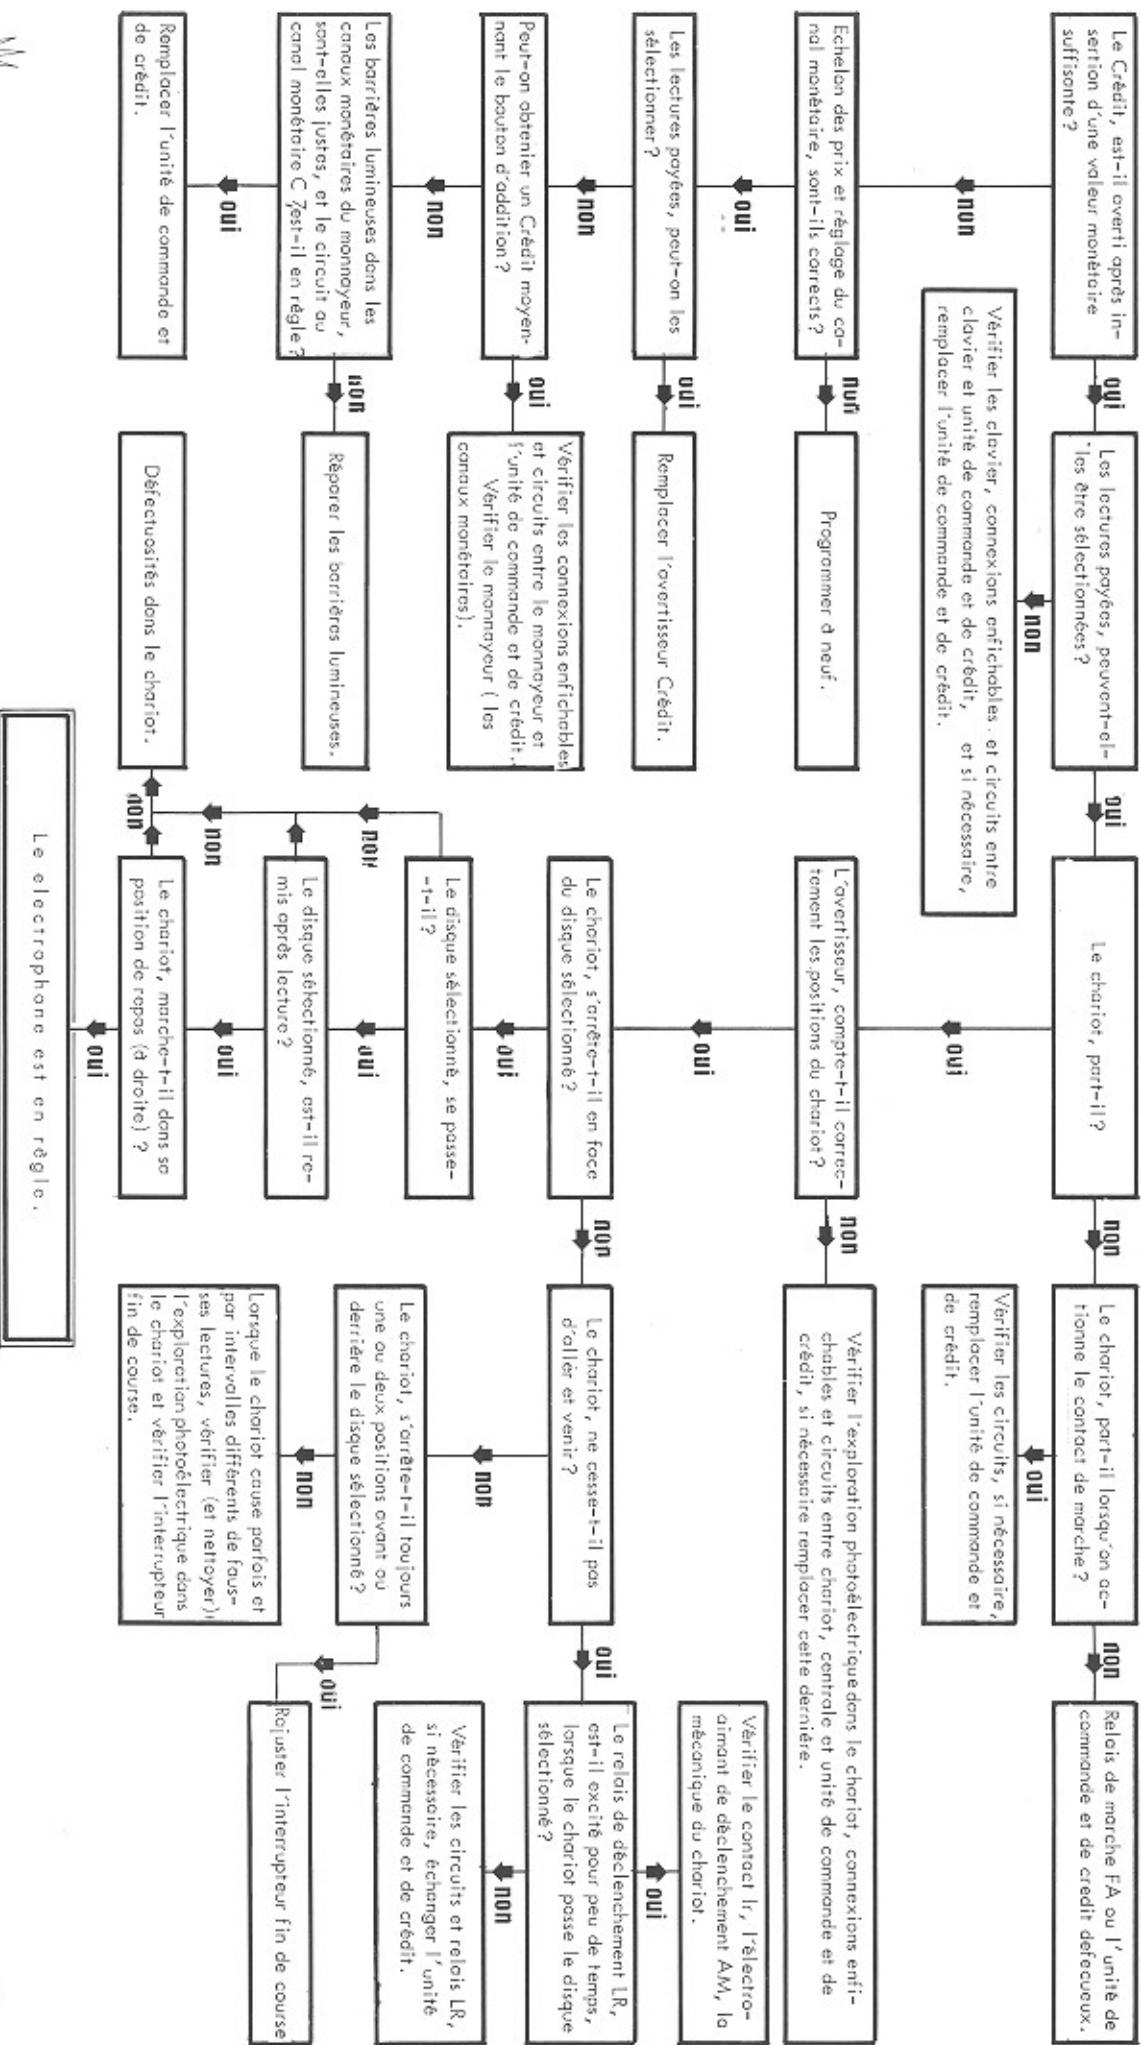 Le Crédit, est-il averti après in-
sertion d'une valeur monétaire
suffisante?
oui
Les lectures payées, peuvent-el-
les être sélectionnées?
oui
Le chariot, part-il?
non
Le chariot, part-il lorsqu'on ac-
tionne le contact de marche?
non
Relais de marche FA ou l'unité de
commande et de credit defecueux.
non
non
Vérifier les clavier, connexions enfichables. et circuits entre
clavier et unité de commande et de crédit, et si nécessaire,
remplacer l'unité de commande et de crédit.
oui
oui
Vérifier les circuits, si nécessaire,
remplacer l'unité de commande et
de crédit.
Echelon des prix et réglage du ca-
nal monétaire, sont-ils corrects?
non
Programmer à neuf.
L'avertisseur, compte-t-il correc-
tement les positions du chariot?
non
Vérifier l'exploration photoélectrique dans le chariot, connexions enfi-
chables et circuits entre chariot, centrale et unité de commande et de
crédit, si nécessaire remplacer cette dernière.
oui
Les lectures payées, peut-on les
sélectionner?
oui
Remplacer l'avertisseur Crédit.
oui
Vérifier le contact lr, l'électro-
aimant de déclenchement AM, la
mécanique du chariot.
oui
non
Le chariot, s'arrête-t-il en face
du disque sélectionné?
non
Le chariot, ne cesse-t-il pas
d'aller et venir?
oui
Le relais de déclenchement LR,
est-il excité pour peu de temps,
lorsque le chariot passe le disque
sélectionné?
Peut-on obtenier un Crédit moyen-
nant le bouton d'addition?
oui
Vérifier les connexions enfichables
et circuits entre le monnayeur et
l'unité de commande et de crédit.
Vérifier le monnayeur ( les
canaux monétaires).
oui
non
non
non
Le disque sélectionné, se passe-
-t-il?
Vérifier les circuits et relais LR,
si nécessaire, échanger l'unité
de commande et de crédit.
Les barrières lumineuses dans les
canaux monétaires du monnayeur,
sont-elles justes, et le circuit au
canal monétaire C 7est-il en régle?
non
Réparer les barrières lumineuses.
non
oui
Le chariot, s'arrête-t-il toujours
une ou deux positions avant où
derrière le disque sélectionné?
oui
Rajuster l'interrupteur fin de course
oui
Le disque sélectionné, est-il re-
mis après lecture?
non
oui
non
Remplacer l'unité de commande et
de crédit.
Défectuosités dans le chariot.
non
Le chariot, marche-t-il dans sa
position de repos (à droite) ?
Lorsque le chariot cause parfois et
par intervalles différents de faus-
ses lectures, vérifier (et nettoyer)
l'exploration photoélectrique dans
le chariot et vérifier l'interrupteur
fin de course.
oui
Le electrophone est en régle.